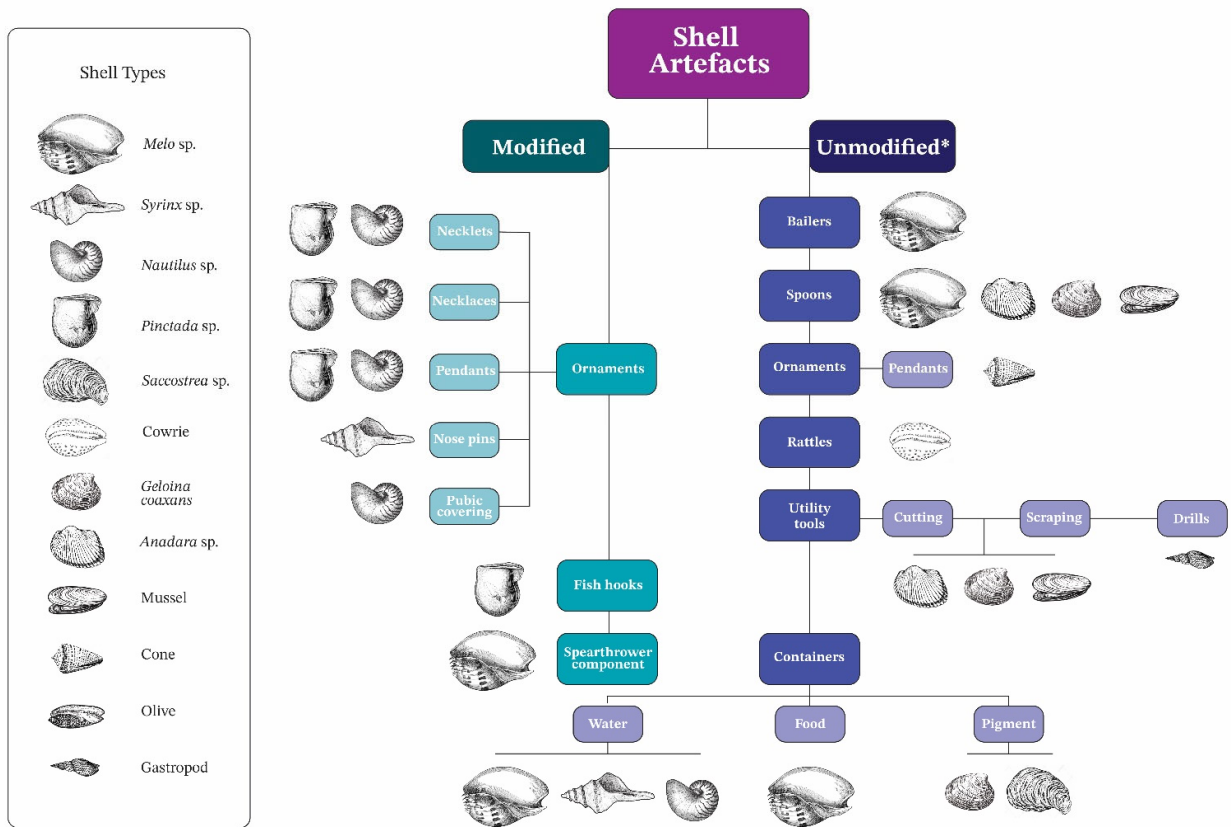 Shell Types
Melo sp.
Syrinx sp.
Nautilus sp.
Pinctada sp.
Saccostrea sp.
Cowrie
Geloina
coaxans
Anadara sp.
Mussel
Cone
Olive
Gastropod
Shell
Artefacts
Modified
Necklets
Necklaces
Pendants
Nose pins
Pubic
covering
Ornaments
Fish hooks
Spearthrower
component
Unmodified*
Bailers
Spoons
Ornaments
Pendants
Rattles
Utility
tools
Cutting
Scraping
Drills
Containers
Water
Food
Pigment